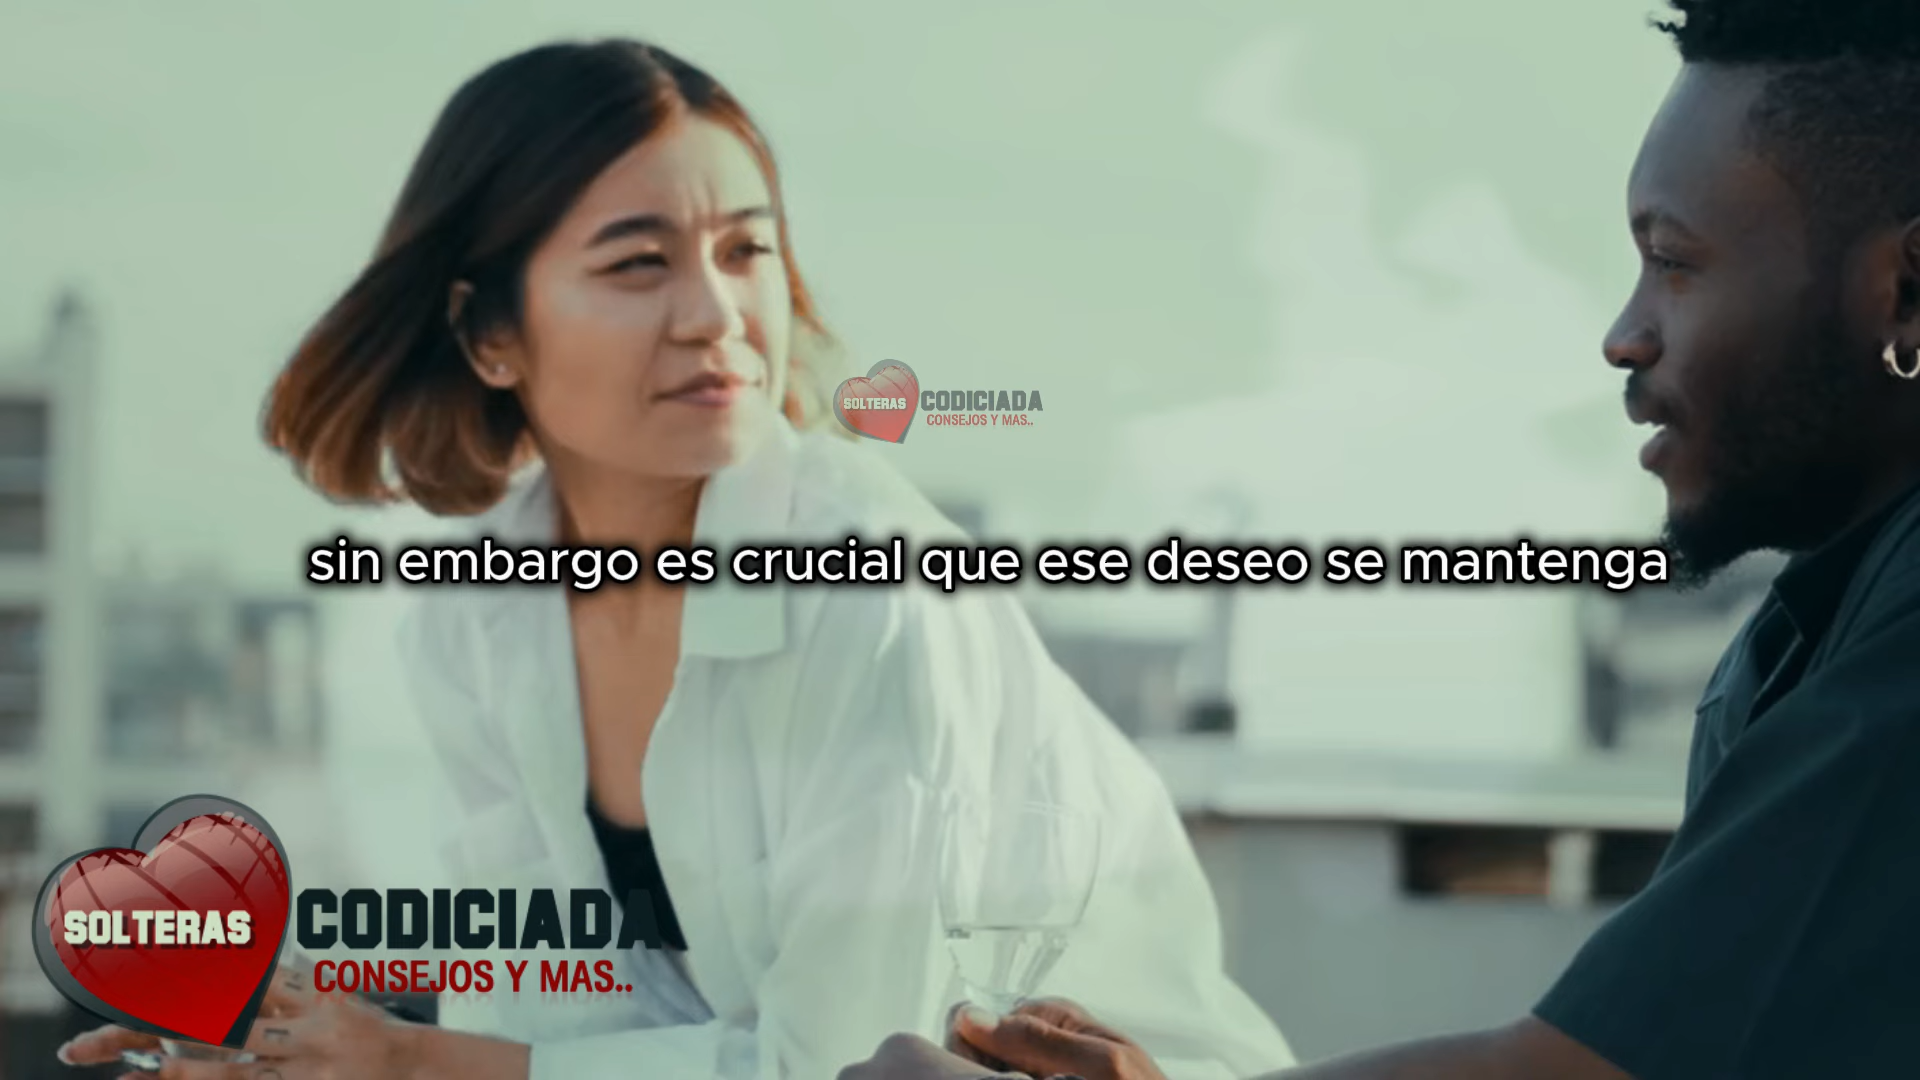 SOLTERAS CODICIADA
CONSEJOS Y MAS..
sin embargo es crucial que ese deseo se mantenga
SOLTERAS CODICIADA
CONSEJOS Y MAS..